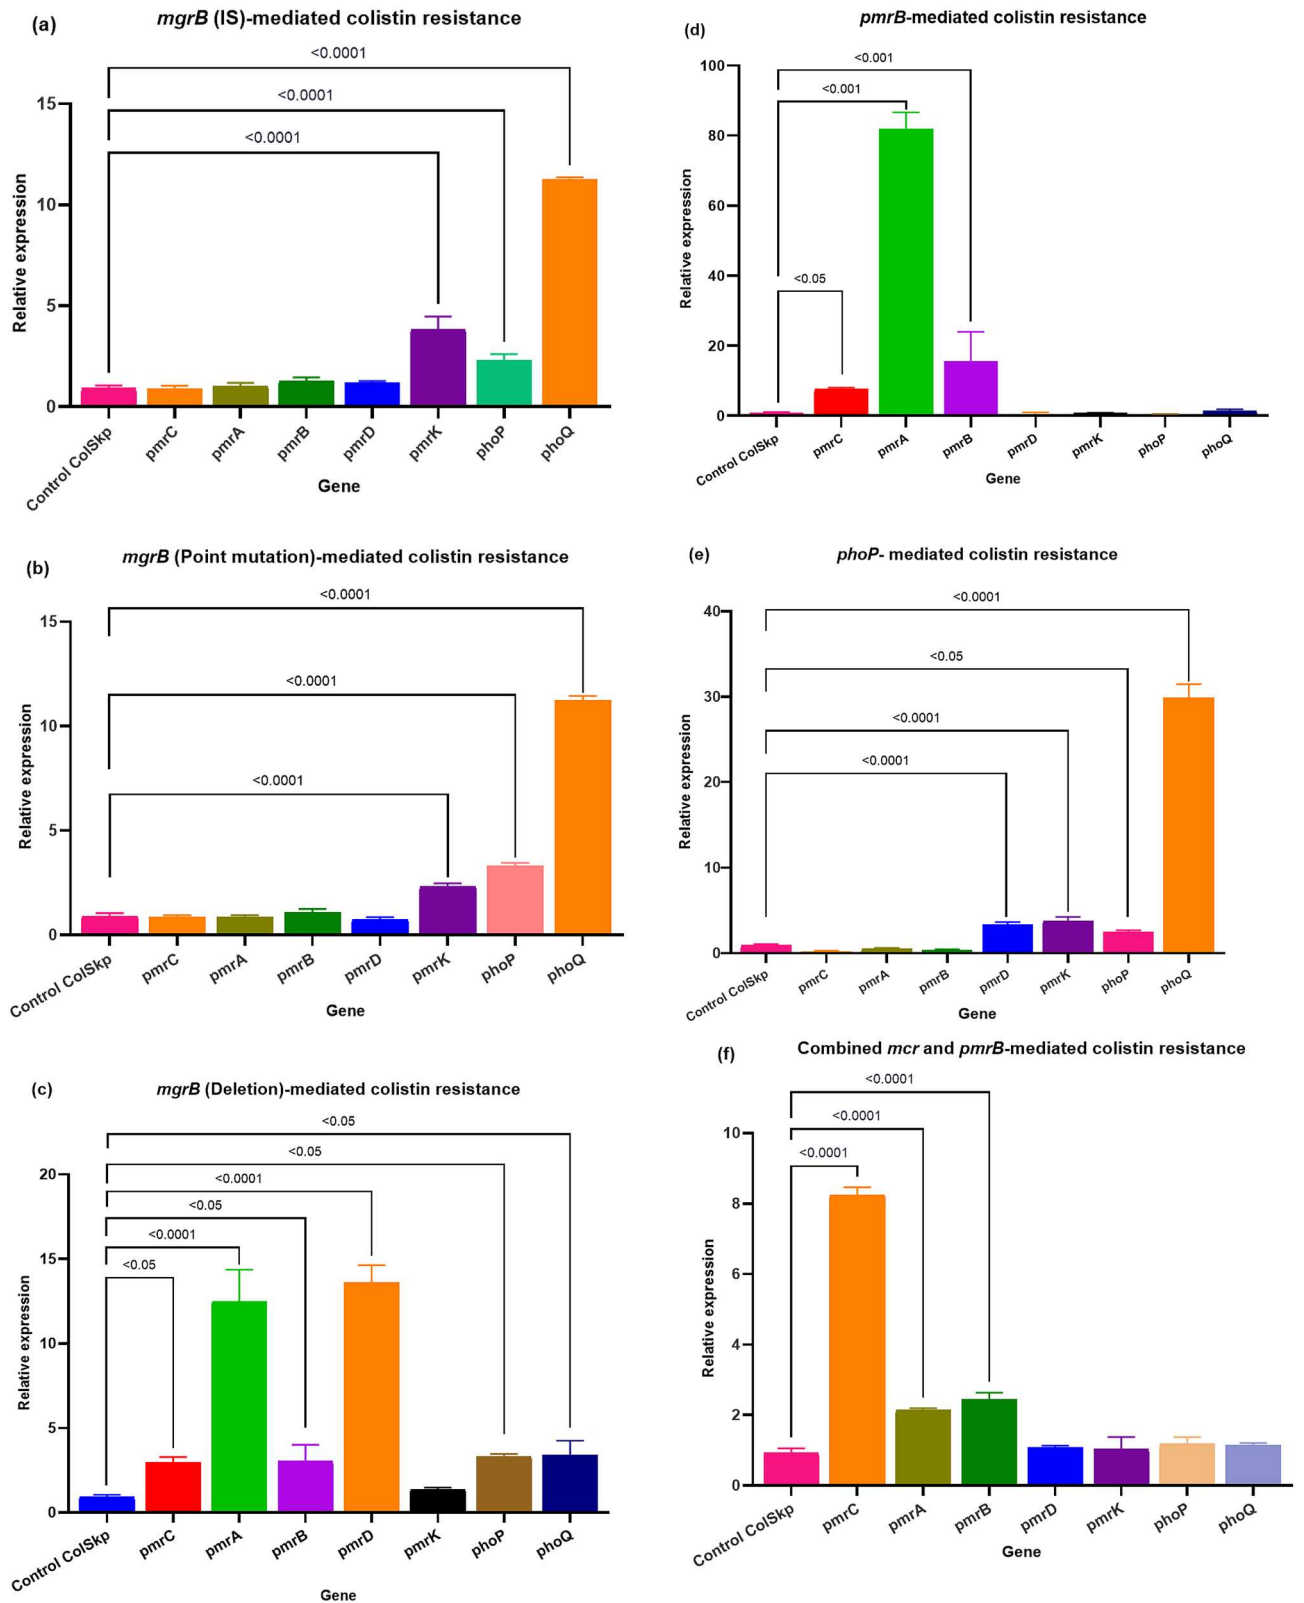 (a)
mgrB (IS)-mediated colistin resistance
<0.0001
<0.0001
<0.0001
15
10
5
0
Relative expression
Control ColSkp
pmrC
pmrA
pmrB
pmrD
pmrK
phoP
phoQ
Gene
(b)
mgrB (Point mutation)-mediated colistin resistance
<0.0001
<0.0001
<0.0001
15
10
5
0
Relative expression
Control ColSkp
pmrC
pmrA
pmrB
pmrD
pmrK
phoP
phoQ
Gene
(c)
mgrB (Deletion)-mediated colistin resistance
<0.05
<0.05
<0.0001
<0.05
<0.0001
<0.05
20
15
10
5
0
Relative expression
Control ColSkp
pmrC
pmrA
pmrB
pmrD
pmrK
phoP
phoQ
Gene
(d)
pmrB-mediated colistin resistance
<0.001
<0.001
<0.05
100
80
60
40
20
0
Relative expression
Control ColSkp
pmrC
pmrA
pmrB
pmrD
pmrK
phoP
phoQ
Gene
(e)
phoP- mediated colistin resistance
<0.0001
<0.05
<0.0001
<0.0001
40
30
20
10
0
Relative expression
Control ColSkp
pmrC
pmrA
pmrB
pmrD
pmrK
phoP
phoQ
Gene
(f)
Combined mcr and pmrB-mediated colistin resistance
<0.0001
<0.0001
<0.0001
10
8
6
4
2
0
Relative expression
Control ColSkp
pmrC
pmrA
pmrB
pmrD
pmrK
phoP
phoQ
Gene